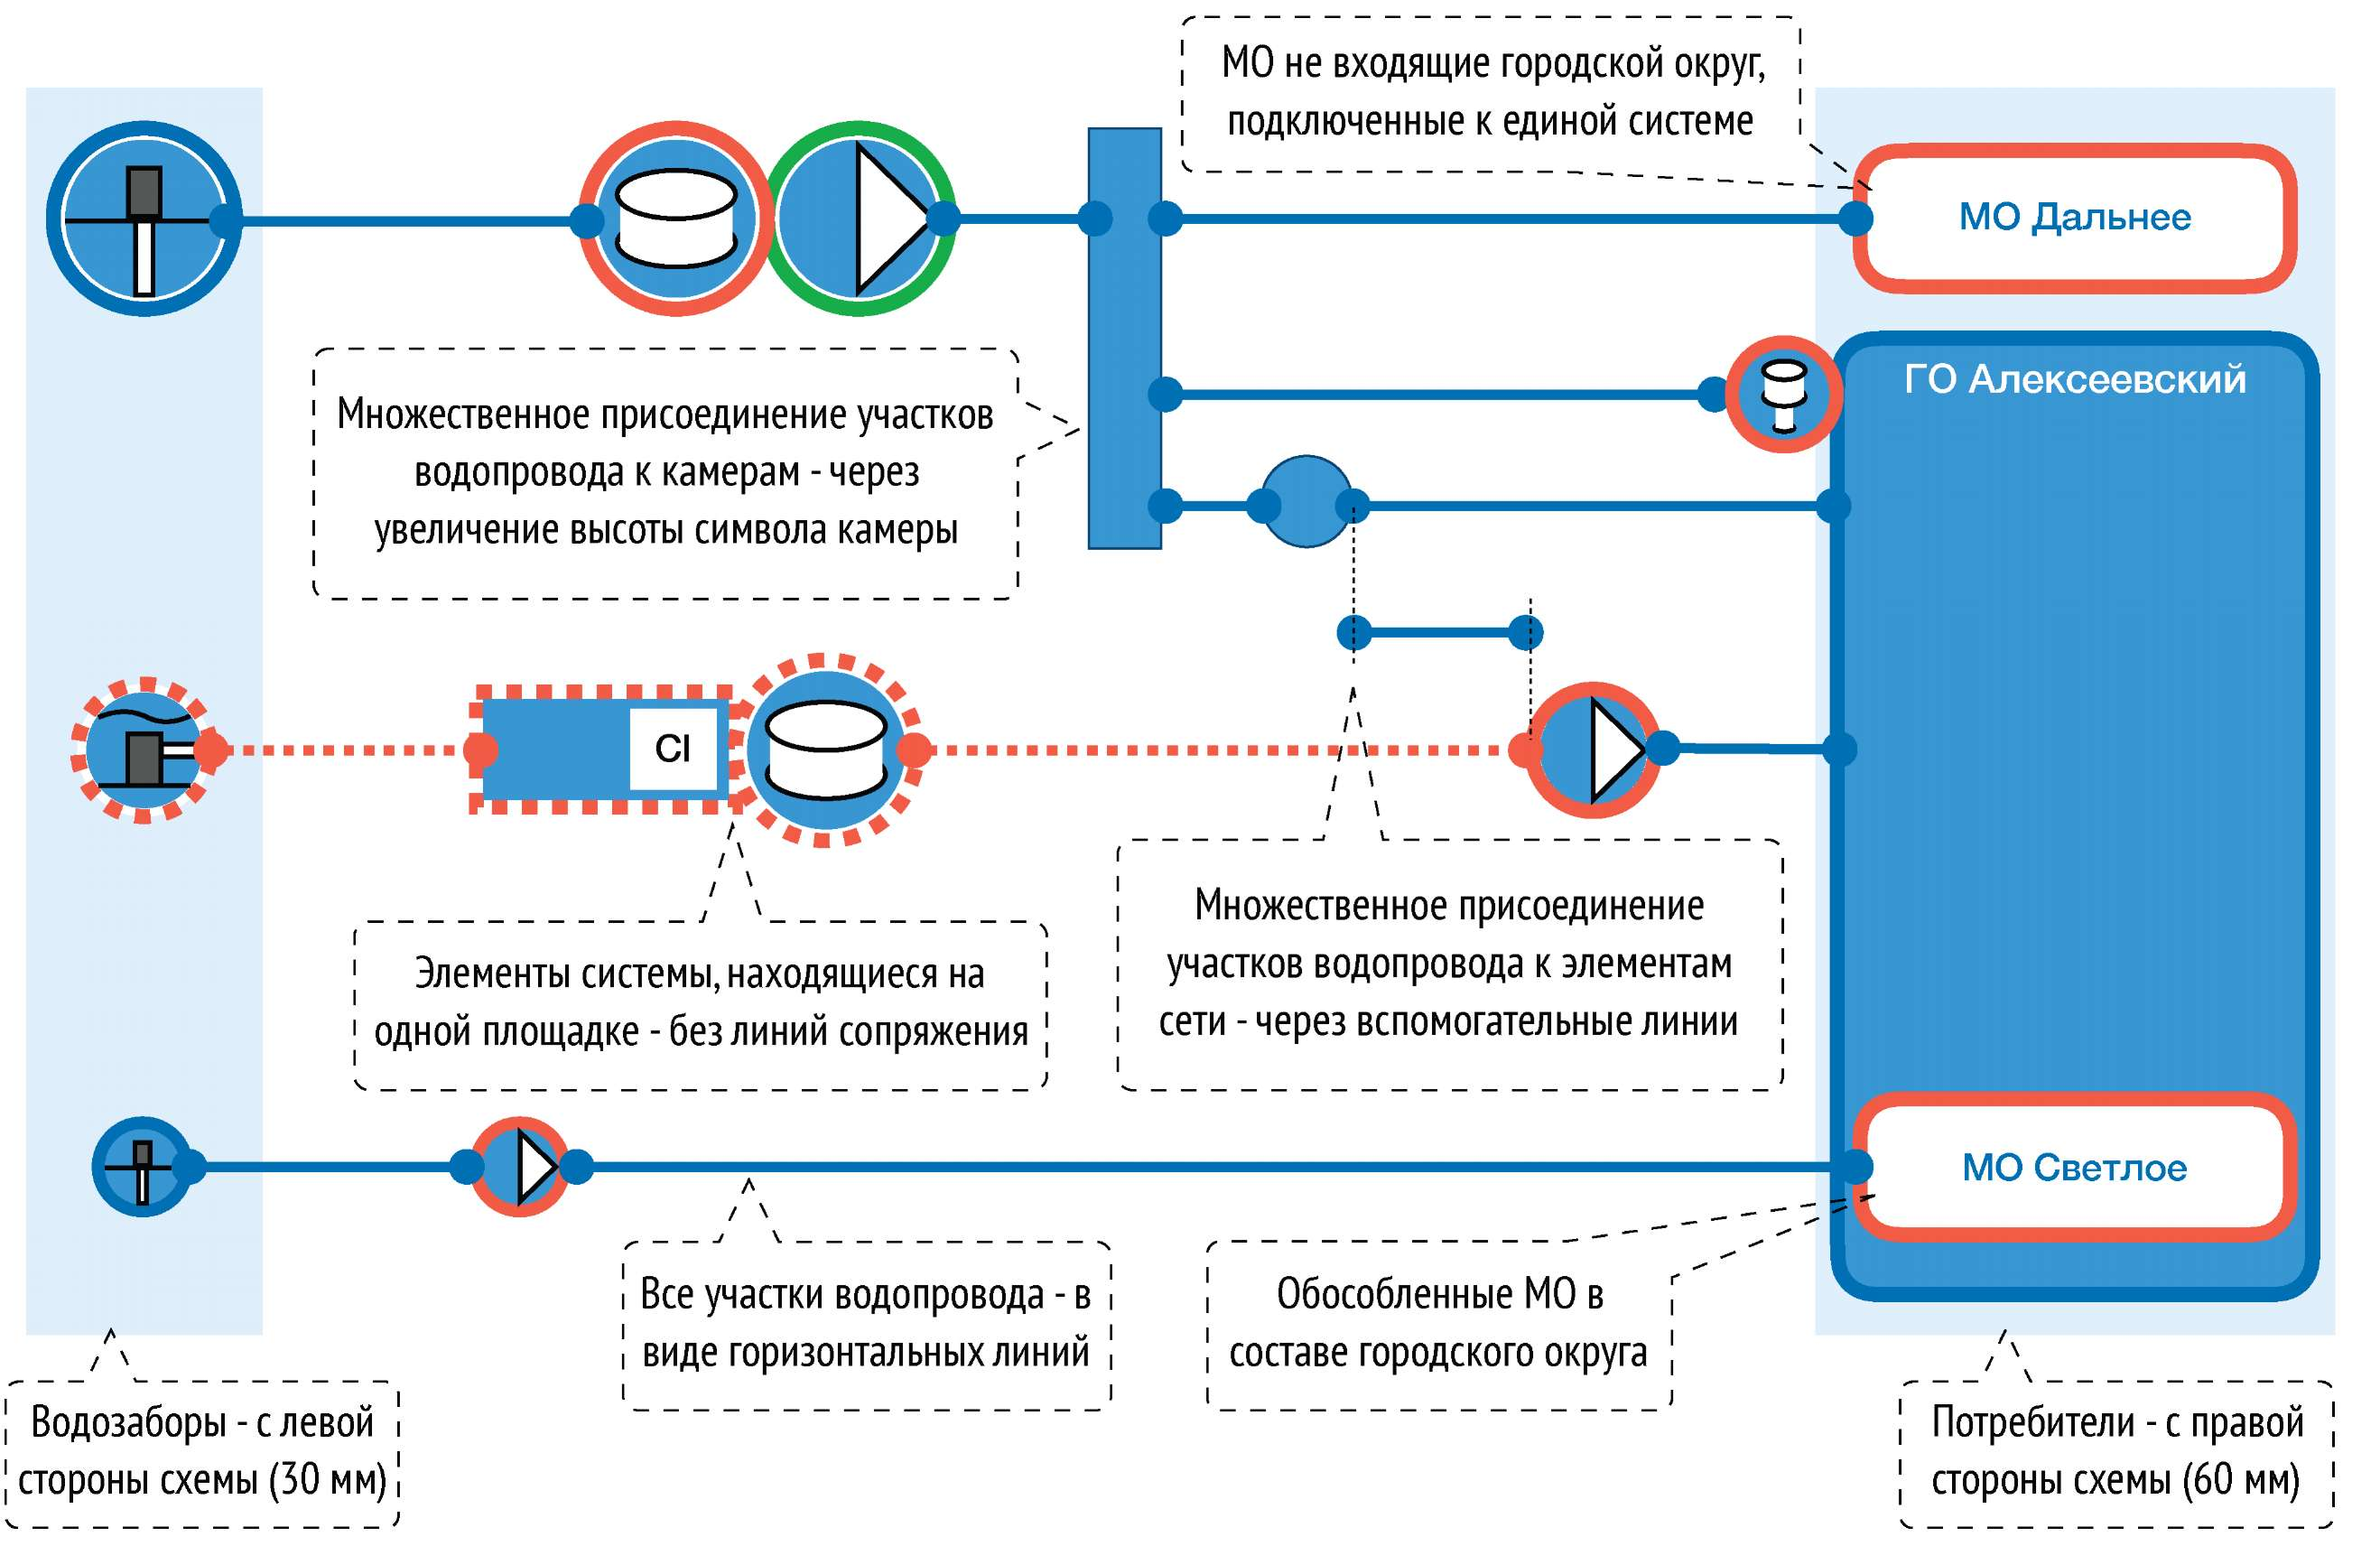 МО не входящие городской округ,
подключенные к единой системе
МО Дальнее
ГО Алексеевский
Множественное присоединение участков
водопровода к камерам - через
увеличение высоты символа камеры
Cl
Множественное присоединение
участков водопровода к элементам
сети - через вспомогательные линии
Элементы системы, находящиеся на
одной площадке - без линий сопряжения
МО Светлое
Все участки водопровода - в
виде горизонтальных линий
Обособленные МО в
составе городского округа
Водозаборы - с левой
стороны схемы (30 мм)
Потребители - с правой
стороны схемы (60 мм)